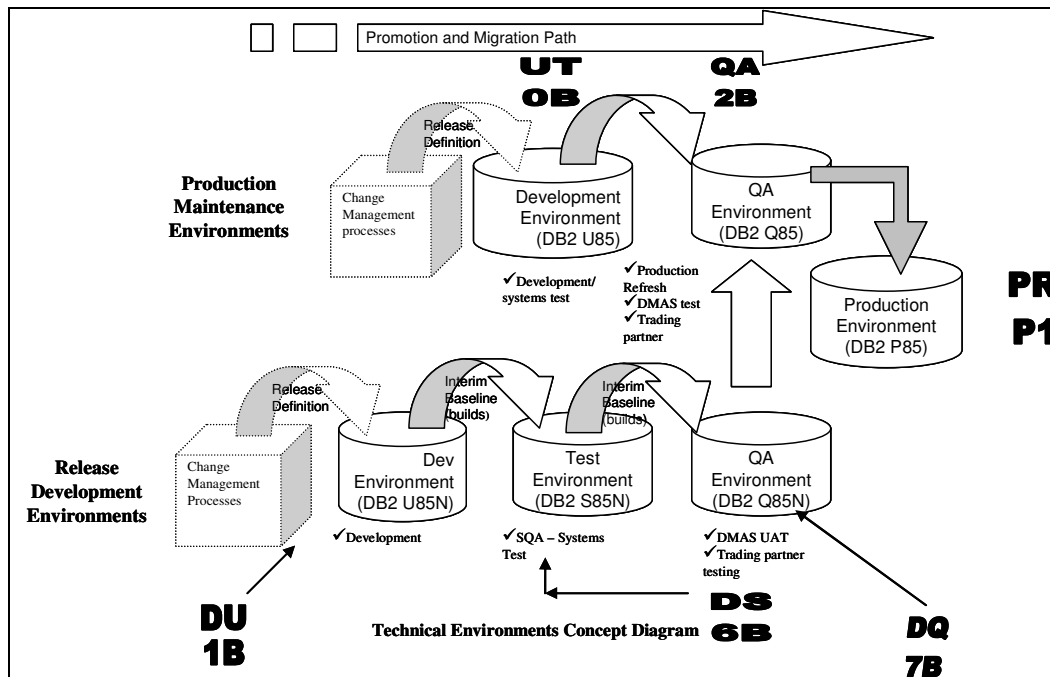 Promotion and Migration Path
UT
0B
QA
2B
Release
Definition
Production
Maintenance
Environments
Change
Management
processes
Development
Environment
(DB2 U85)
QA
Environment
(DB2 Q85)
✓Development/
systems test
✓Production
Refresh
✓DMAS test
✓Trading
partner
Production
Environment
(DB2 P85)
PR
P1
Release
Definition
Interim
Baseline
(builds)
Interim
Baseline
(builds)
Release
Development
Environments
Change
Management
Processes
Dev
Environment
(DB2 U85N)
Test
Environment
(DB2 S85N)
QA
Environment
(DB2 Q85N)
✓Development
✓SQA – Systems
Test
✓DMAS UAT
✓Trading partner
testing
DU
1B
Technical Environments Concept Diagram
DS
6B
DQ
7B